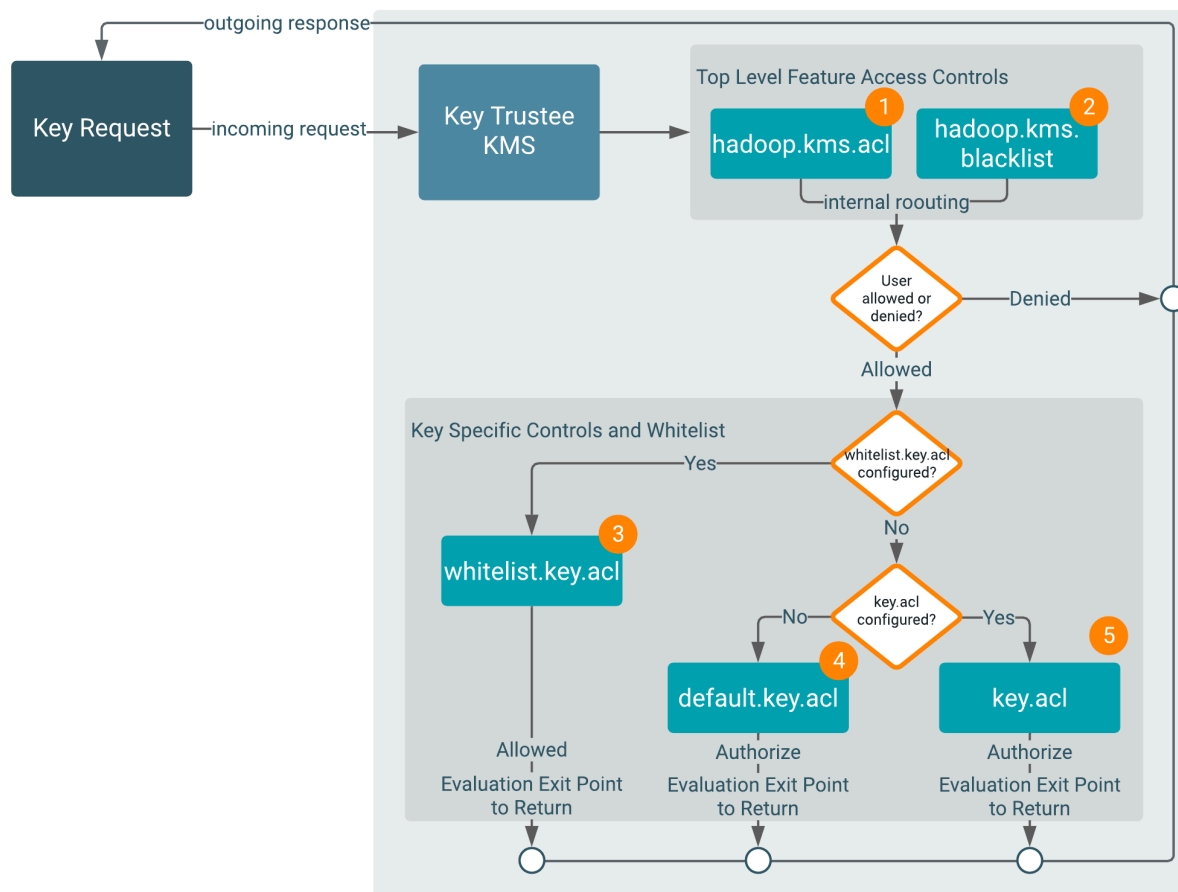 outgoing response
Key Request
incoming request
Key Trustee
KMS
Top Level Feature Access Controls
1
hadoop.kms.acl
2
hadoop.kms.
blacklist
internal roouting
User
allowed or
denied?
Denied
Allowed
Key Specific Controls and Whitelist
whitelist.key.acl
configured?
Yes
No
3
whitelist.key.acl
key.acl
configured?
No
Yes
4
default.key.acl
5
key.acl
Allowed
Evaluation Exit Point
to Return
Authorize
Evaluation Exit Point
to Return
Authorize
Evaluation Exit Point
to Return